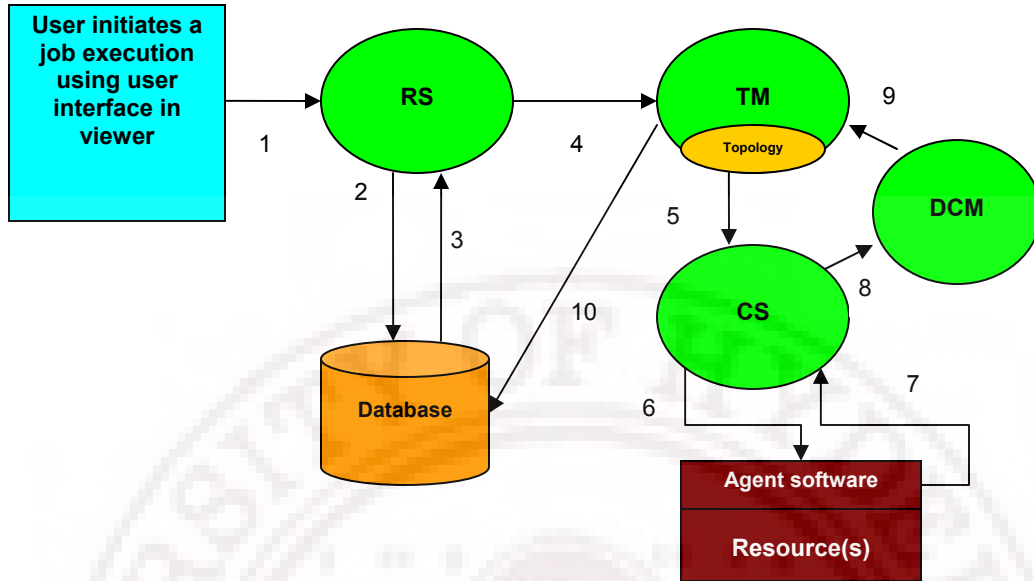 User initiates a
job execution
using user
interface in
viewer
1
RS
4
TM
Topology
9
DCM
2
3
5
8
10
CS
Database
6
7
Agent software
Resource(s)